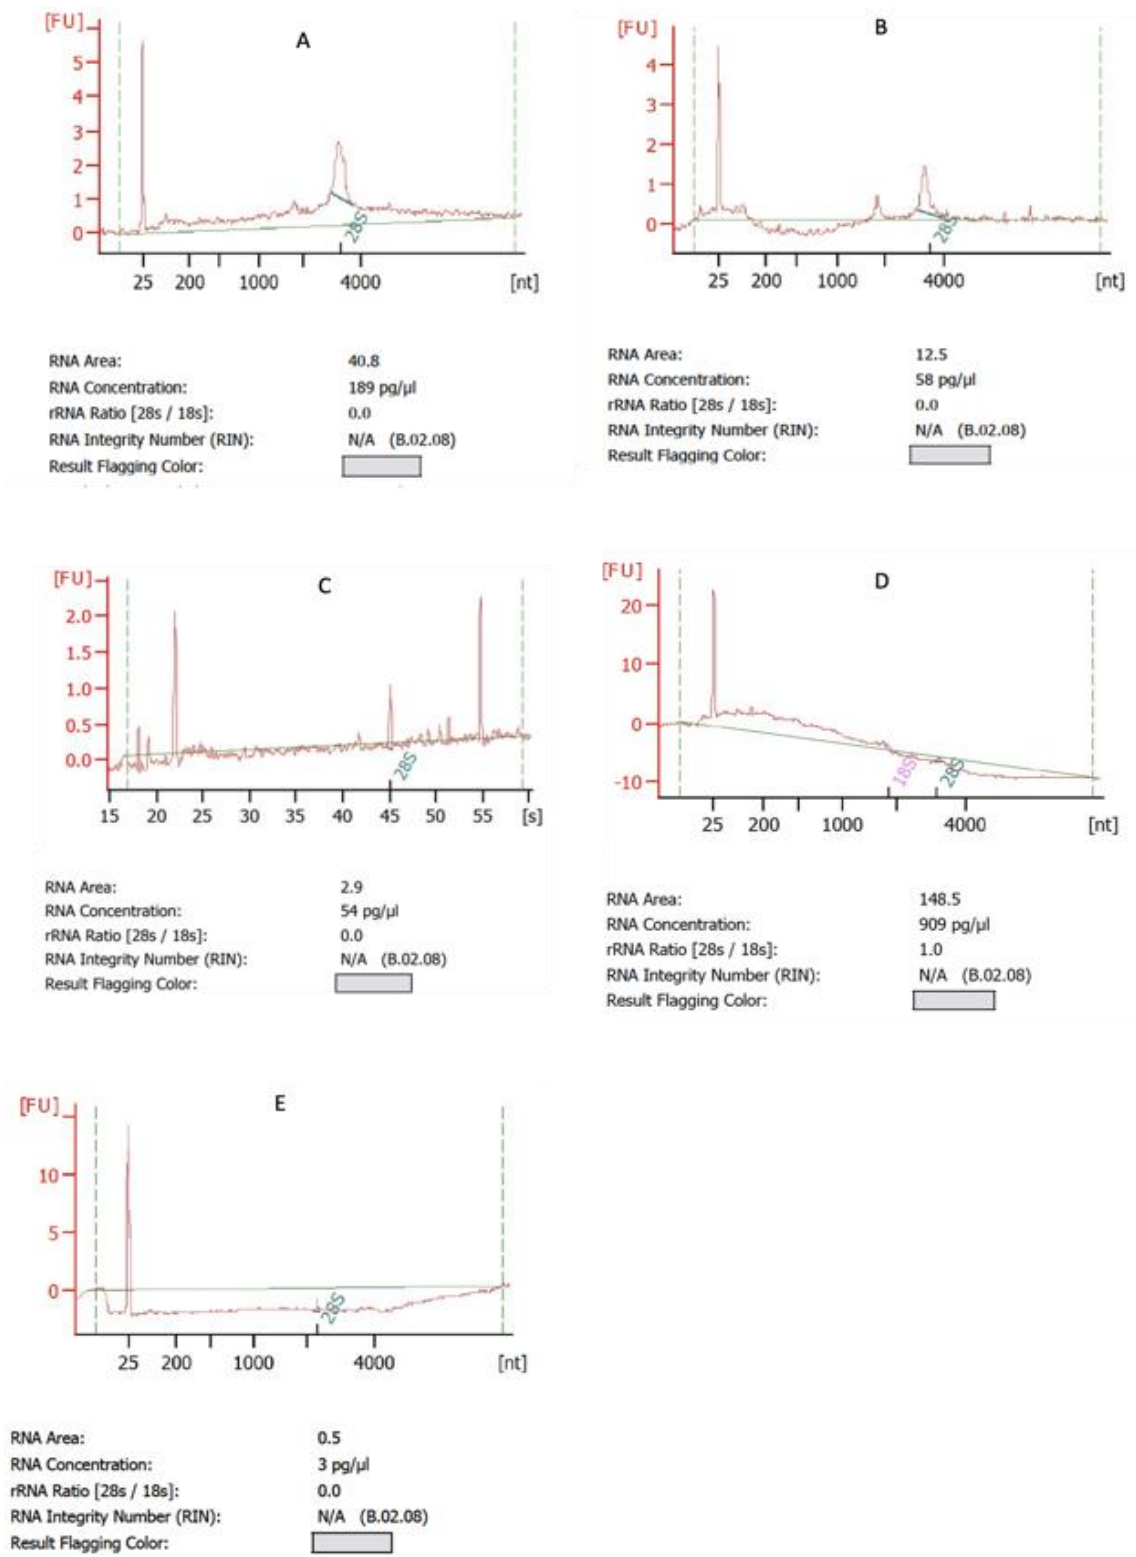 [FU]
A
5
4
3
2
1
0
28S
25 200 1000 4000 [nt]
RNA Area: 40.8
RNA Concentration: 189 pg/µl
rRNA Ratio [28s / 18s]: 0.0
RNA Integrity Number (RIN): N/A (B.02.08)
Result Flagging Color:
[FU]
B
4
3
2
1
0
28S
25 200 1000 4000 [nt]
RNA Area: 12.5
RNA Concentration: 58 pg/µl
rRNA Ratio [28s / 18s]: 0.0
RNA Integrity Number (RIN): N/A (B.02.08)
Result Flagging Color:
[FU]
C
2.0
1.5
1.0
0.5
0.0
28S
15 20 25 30 35 40 45 50 55 [s]
RNA Area: 2.9
RNA Concentration: 54 pg/µl
rRNA Ratio [28s / 18s]: 0.0
RNA Integrity Number (RIN): N/A (B.02.08)
Result Flagging Color:
[FU]
D
20
10
0
-10
18S 28S
25 200 1000 4000 [nt]
RNA Area: 148.5
RNA Concentration: 909 pg/µl
rRNA Ratio [28s / 18s]: 1.0
RNA Integrity Number (RIN): N/A (B.02.08)
Result Flagging Color:
[FU]
E
10
5
0
28S
25 200 1000 4000 [nt]
RNA Area: 0.5
RNA Concentration: 3 pg/µl
rRNA Ratio [28s / 18s]: 0.0
RNA Integrity Number (RIN): N/A (B.02.08)
Result Flagging Color: